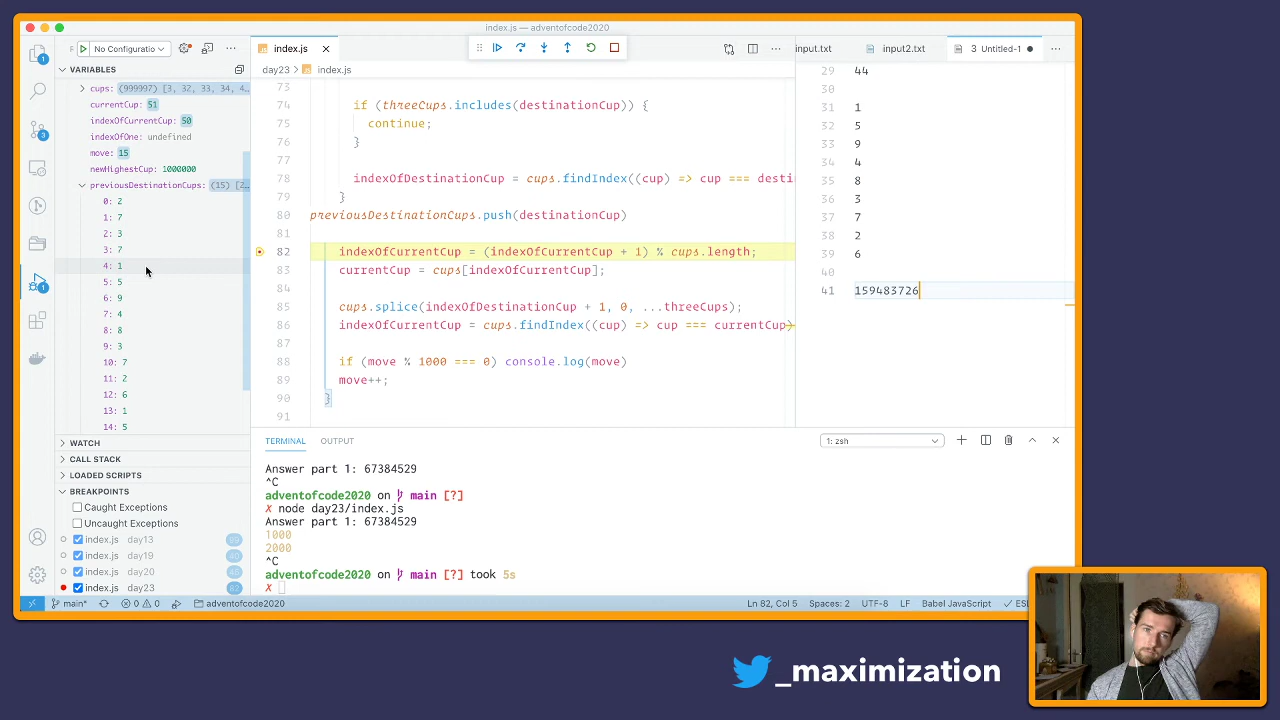 index.js — adventofcode2020
No Configuratio
index.js
input.txt
input2.txt
3 Untitled-1
VARIABLES
day23 > index.js
cups: (999997) [3, 32, 33, 34, 4…
currentCup: 51
indexOfCurrentCup: 50
indexOfOne: undefined
move: 15
newHighestCup: 1000000
previousDestinationCups: (15) [2…
0: 2
1: 7
2: 3
3: 7
4: 1
5: 5
6: 9
7: 4
8: 8
9: 3
10: 7
11: 2
12: 6
13: 1
14: 5
WATCH
CALL STACK
LOADED SCRIPTS
BREAKPOINTS
Caught Exceptions
Uncaught Exceptions
index.js day13
index.js day19
index.js day20
index.js day23 82
73
74 if (threeCups.includes(destinationCup)) {
75 continue;
76 }
77
78 indexOfDestinationCup = cups.findIndex((cup) => cup === desti
79 }
80 previousDestinationCups.push(destinationCup)
81
82 indexOfCurrentCup = (indexOfCurrentCup + 1) % cups.length;
83 currentCup = cups[indexOfCurrentCup];
85 cups.splice(indexOfDestinationCup + 1, 0, ...threeCups);
86 indexOfCurrentCup = cups.findIndex((cup) => cup === currentCup)
87
88 if (move % 1000 === 0) console.log(move)
89 move++;
90 }
91
29 44
30
31 1
32 5
33 9
34 4
35 8
36 3
37 7
38 2
39 6
40
41 159483726
TERMINAL OUTPUT
1: zsh
Answer part 1: 67384529
^C
adventofcode2020 on main [?]
✗ node day23/index.js
Answer part 1: 67384529
1000
2000
^C
adventofcode2020 on main [?] took 5s
✗
main* 0 0 adventofcode2020 Ln 82, Col 5 Spaces: 2 UTF-8 LF Babel JavaScript
_maximization